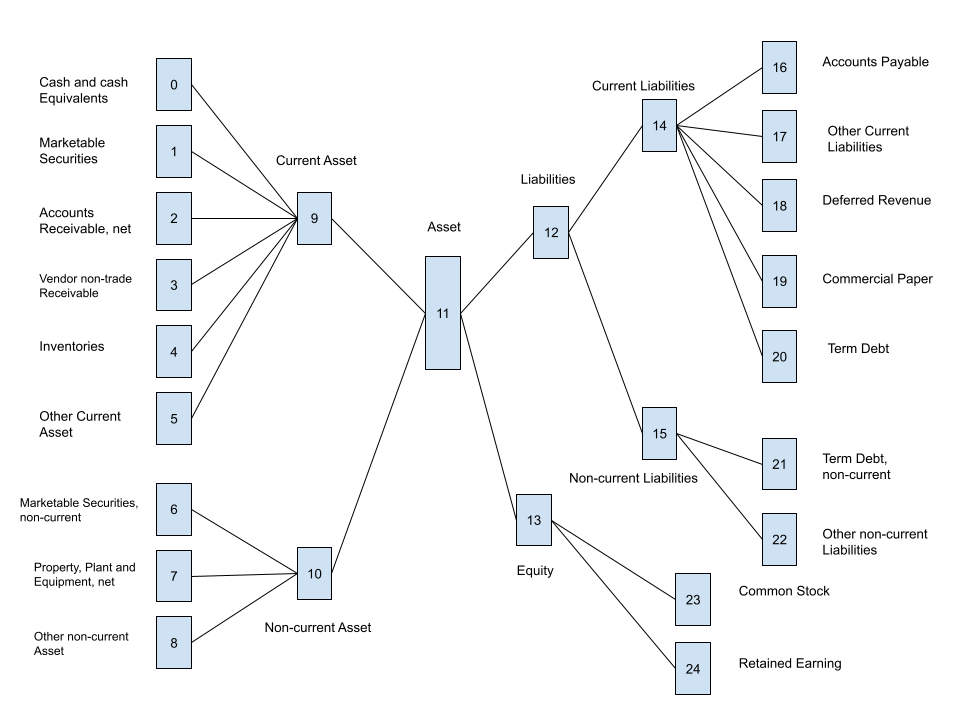 Cash and cash
Equivalents
0
Marketable
Securities
1
Accounts
Receivable, net
2
Vendor non-trade
Receivable
3
Inventories
4
Other Current
Asset
5
Marketable Securities,
non-current
6
Property, Plant and
Equipment, net
7
Other non-current
Asset
8
Current Asset
9
10
Non-current Asset
Asset
11
Liabilities
12
13
Equity
Current Liabilities
14
15
Non-current Liabilities
16
Accounts Payable
17
Other Current
Liabilities
18
Deferred Revenue
19
Commercial Paper
20
Term Debt
21
Term Debt,
non-current
22
Other non-current
Liabilities
23
Common Stock
24
Retained Earning